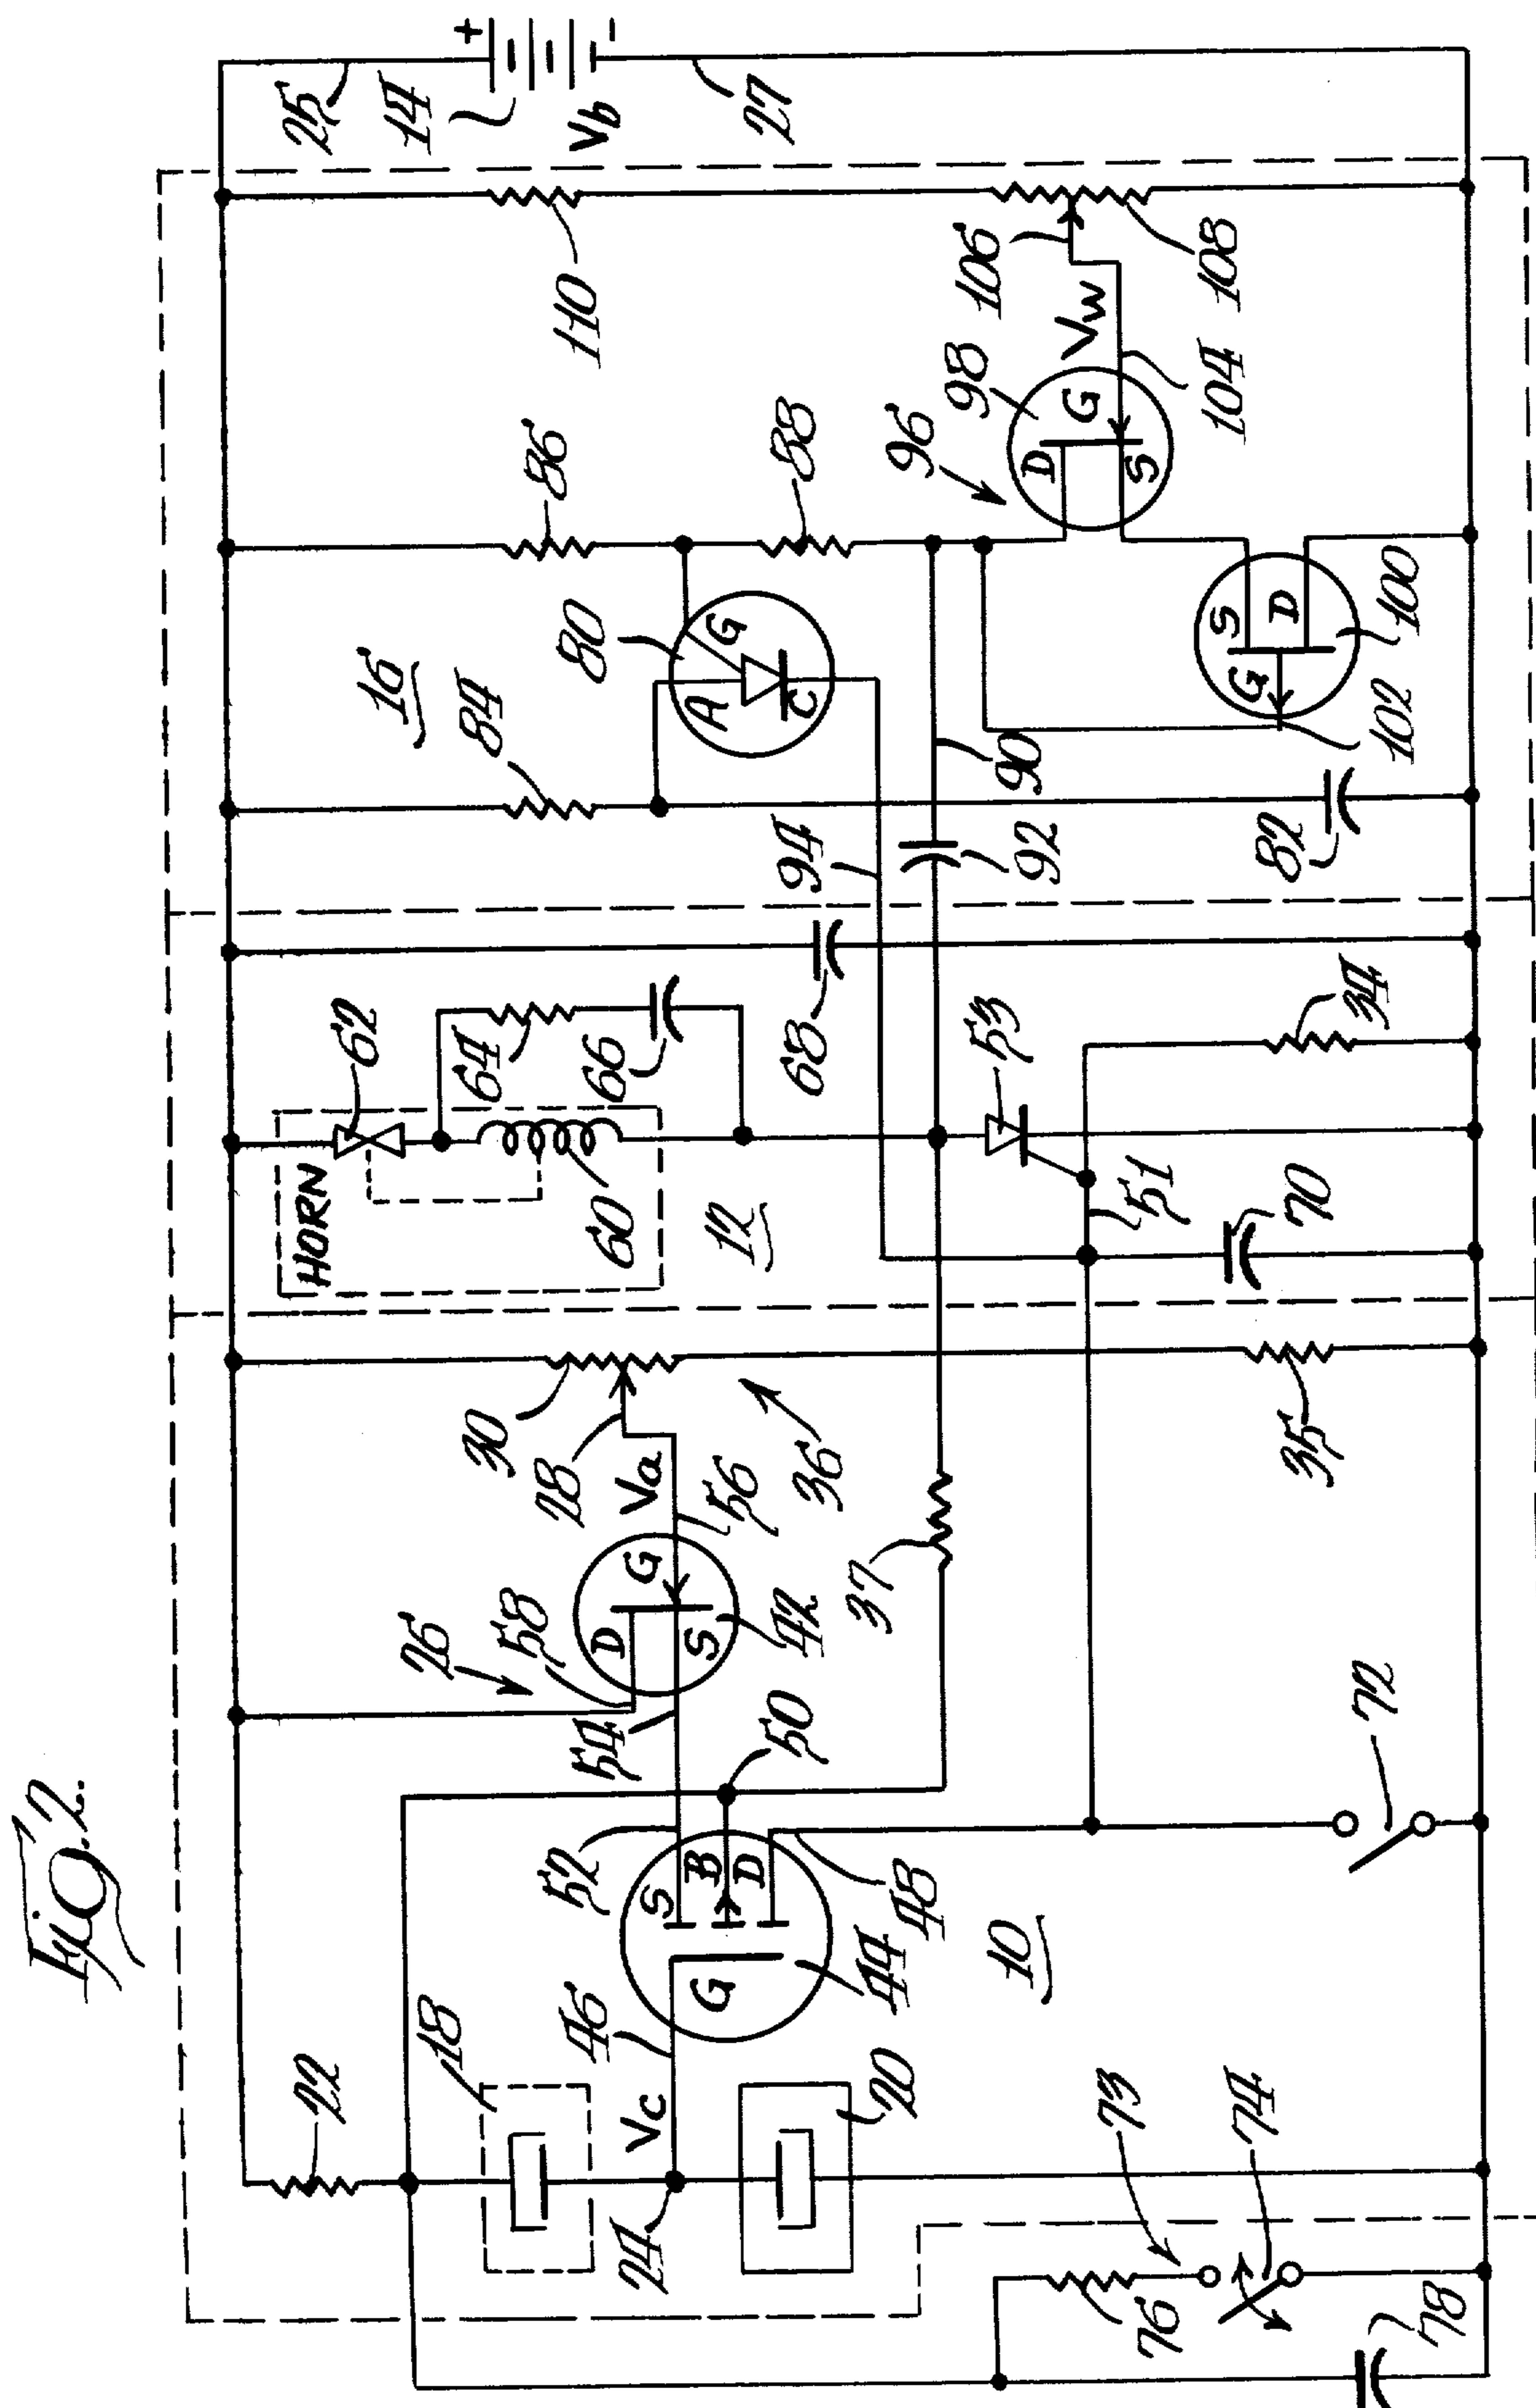 Fig. 2.
22
18
24
Vc
46
20
G
S
B
D
44
48
10
52
50
54
26
58
D
G
S
42
56
Va
28
30
36
37
35
72
73
74
76
78
HORN
62
60
64
66
12
68
53
51
70
34
16
84
80
A
G
C
86
88
94
90
92
82
96
98
D
G
S
104
Vw
106
108
110
S
D
G
100
102
25
14
+
-
Vb
27